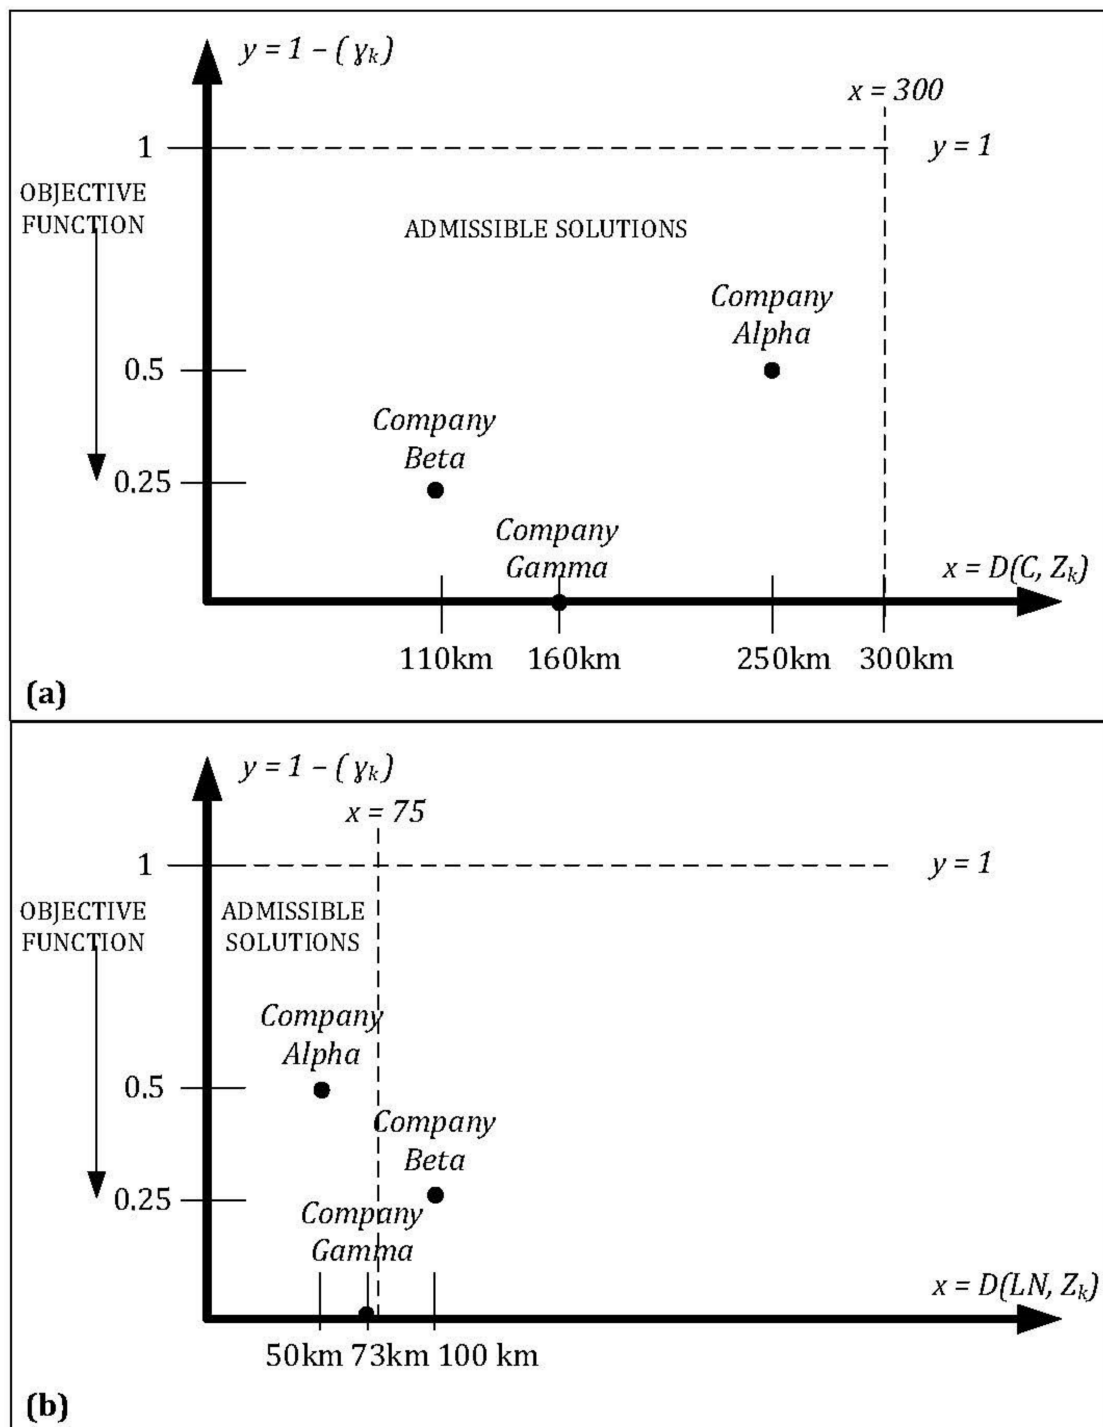 y = 1 – (γₖ)
x = 300
1
y = 1
OBJECTIVE
FUNCTION
ADMISSIBLE SOLUTIONS
Company
Alpha
0.5
Company
Beta
0.25
Company
Gamma
x = D(C, Zₖ)
110km 160km 250km 300km
(a)
y = 1 – (γₖ)
x = 75
1
y = 1
OBJECTIVE
FUNCTION
ADMISSIBLE
SOLUTIONS
Company
Alpha
0.5
Company
Beta
0.25
Company
Gamma
x = D(LN, Zₖ)
50km 73km 100 km
(b)